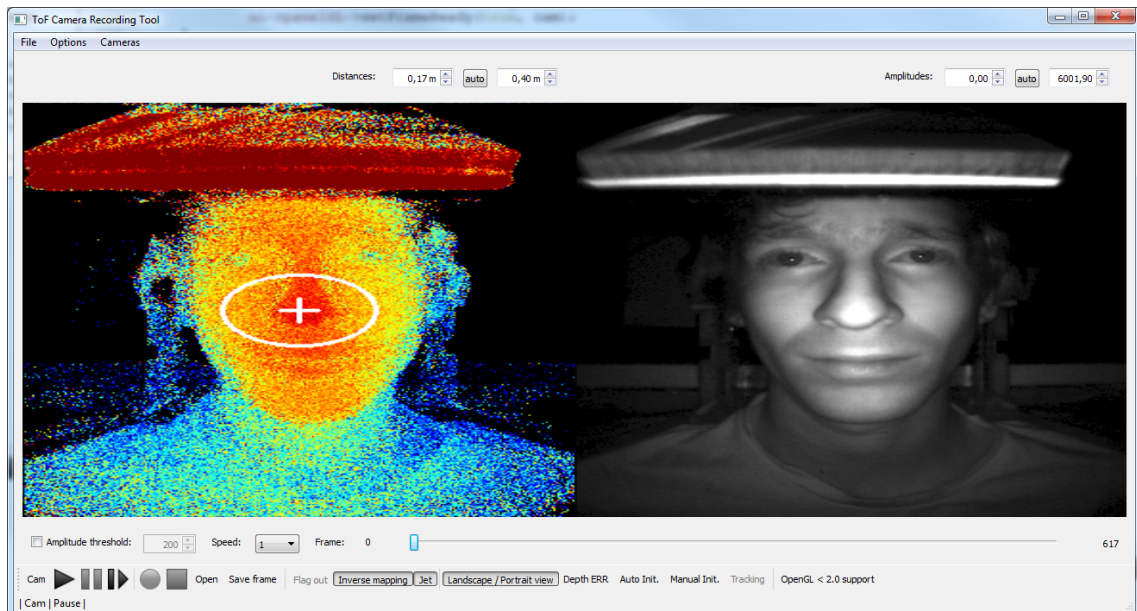 ToF Camera Recording Tool
File Options Cameras
Distances: 0,17 m auto 0,40 m Amplitudes: 0,00 auto 6001,90
Amplitude threshold: 200 Speed: 1 Frame: 0 617
Cam Open Save frame Flag out Inverse mapping Jet Landscape / Portrait view Depth ERR Auto Init. Manual Init. Tracking OpenGL < 2.0 support
| Cam | Pause |